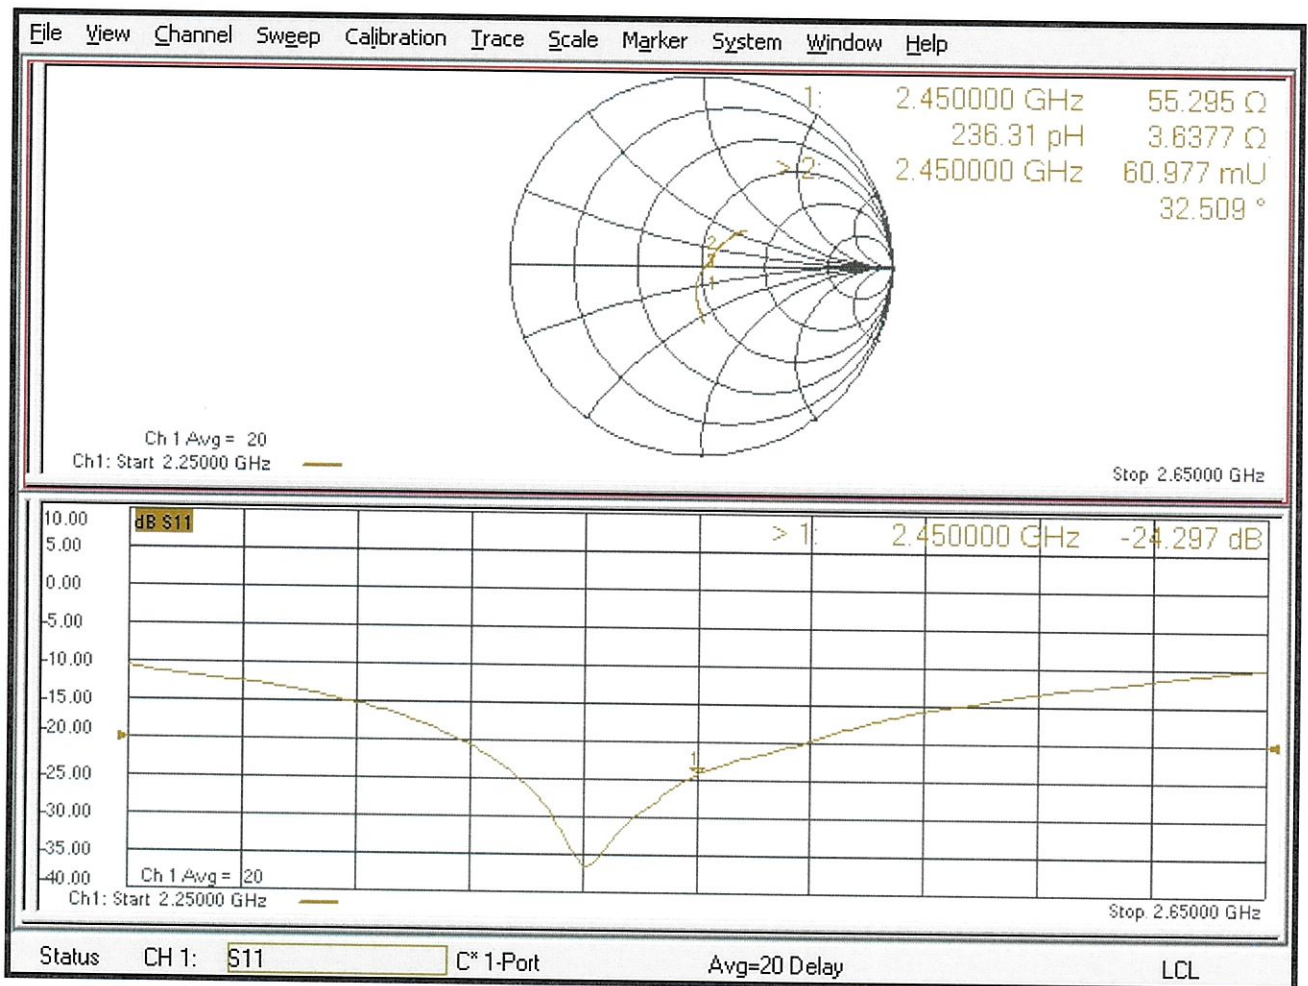 File View Channel Sweep Calibration Trace Scale Marker System Window Help
1: 2.450000 GHz 55.295 Ω
236.31 pH 3.6377 Ω
> 2: 2.450000 GHz 60.977 mU
32.509 °
2
1
Ch 1 Avg = 20
Ch1: Start 2.25000 GHz
Stop 2.65000 GHz
10.00
dB S11
> 1: 2.450000 GHz -24.297 dB
5.00
0.00
-5.00
-10.00
-15.00
-20.00
-25.00
1
-30.00
-35.00
-40.00
Ch 1 Avg = 20
Ch1: Start 2.25000 GHz
Stop 2.65000 GHz
Status CH 1: S11 C* 1-Port Avg=20 Delay LCL